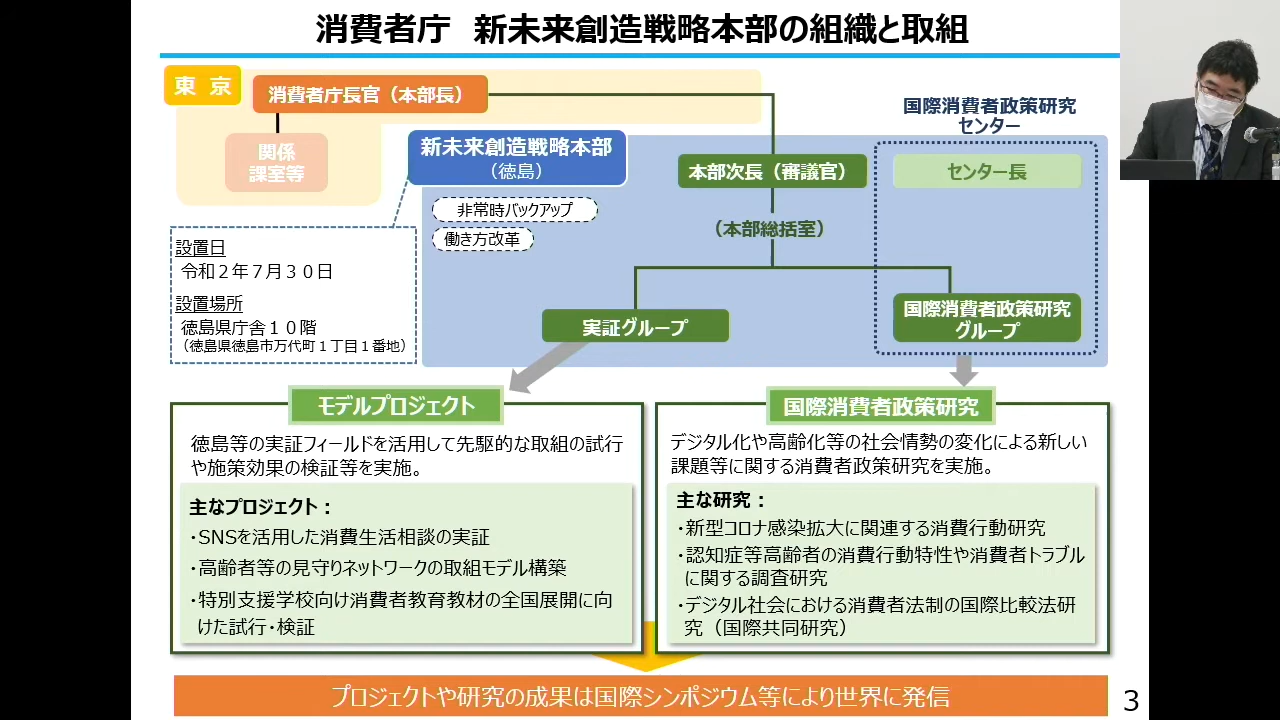 消費者庁 新未来創造戦略本部の組織と取組
東 京
消費者庁長官（本部長）
関係
課室等
新未来創造戦略本部
（徳島）
非常時バックアップ
働き方改革
本部次長（審議官）
（本部総括室）
国際消費者政策研究
センター
センター長
設置日
令和２年７月３０日
設置場所
徳島県庁舎１０階
（徳島県徳島市万代町１丁目１番地）
実証グループ
国際消費者政策研究
グループ
モデルプロジェクト
徳島等の実証フィールドを活用して先駆的な取組の試行
や施策効果の検証等を実施。
主なプロジェクト：
・SNSを活用した消費生活相談の実証
・高齢者等の見守りネットワークの取組モデル構築
・特別支援学校向け消費者教育教材の全国展開に向
けた試行・検証
国際消費者政策研究
デジタル化や高齢化等の社会情勢の変化による新しい
課題等に関する消費者政策研究を実施。
主な研究：
・新型コロナ感染拡大に関連する消費行動研究
・認知症等高齢者の消費行動特性や消費者トラブル
に関する調査研究
・デジタル社会における消費者法制の国際比較法研
究（国際共同研究）
プロジェクトや研究の成果は国際シンポジウム等により世界に発信
3